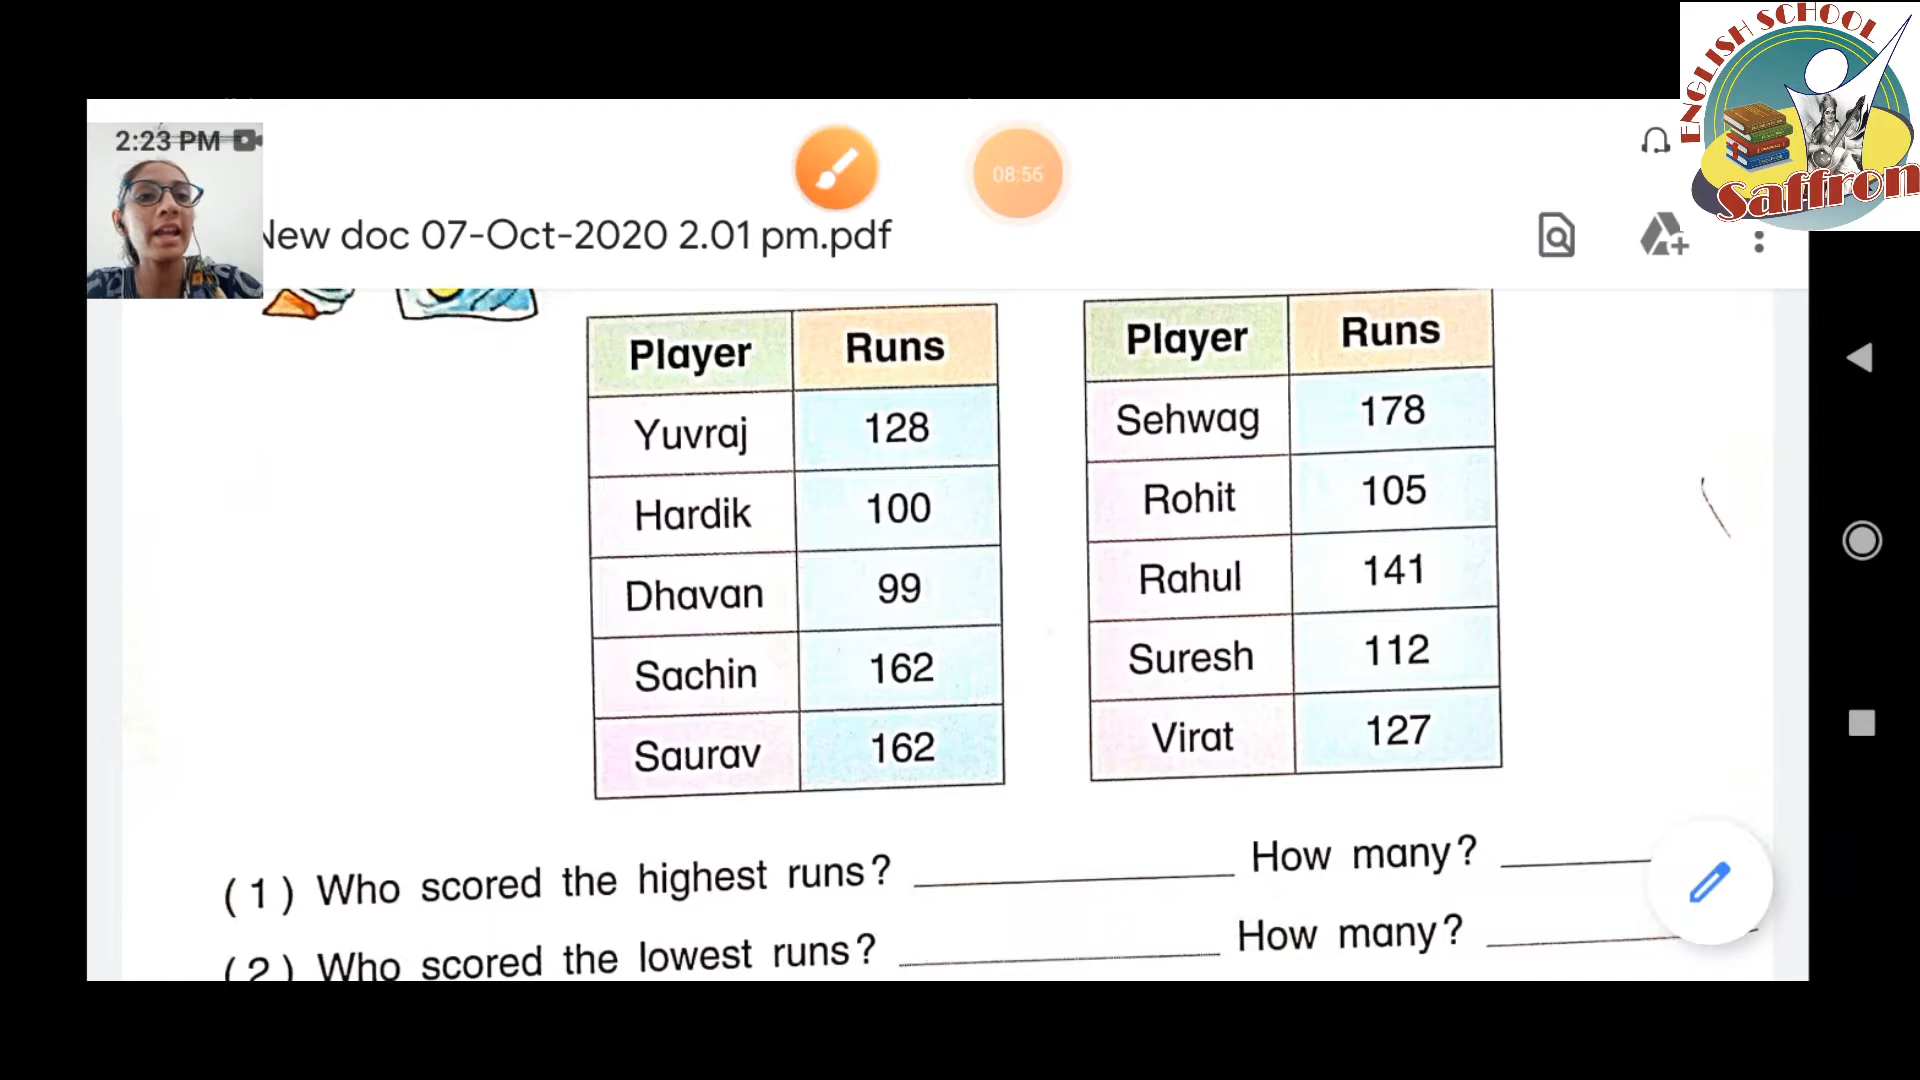 ENGLISH SCHOOL
Saffron
2:23 PM
08:56
New doc 07-Oct-2020 2.01 pm.pdf
Player Runs
Yuvraj 128
Hardik 100
Dhavan 99
Sachin 162
Saurav 162
Player Runs
Sehwag 178
Rohit 105
Rahul 141
Suresh 112
Virat 127
(1) Who scored the highest runs? How many?
(2) Who scored the lowest runs? How many?